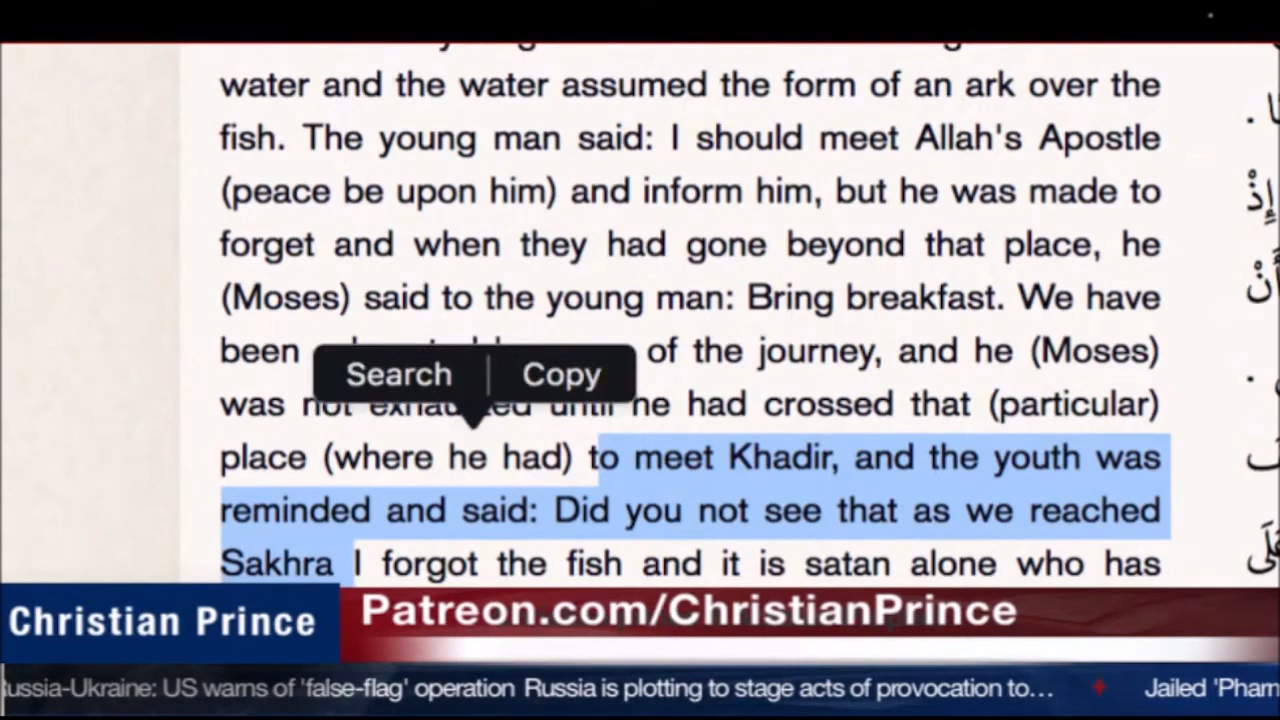 water and the water assumed the form of an ark over the
fish. The young man said: I should meet Allah's Apostle
(peace be upon him) and inform him, but he was made to
forget and when they had gone beyond that place, he
(Moses) said to the young man: Bring breakfast. We have
been of the journey, and he (Moses)
Search Copy
was not exhausted until he had crossed that (particular)
place (where he had) to meet Khadir, and the youth was
reminded and said: Did you not see that as we reached
Sakhra I forgot the fish and it is satan alone who has
Christian Prince
Patreon.com/ChristianPrince
ussia-Ukraine: US warns of 'false-flag' operation Russia is plotting to stage acts of provocation to... Jailed 'Pharm